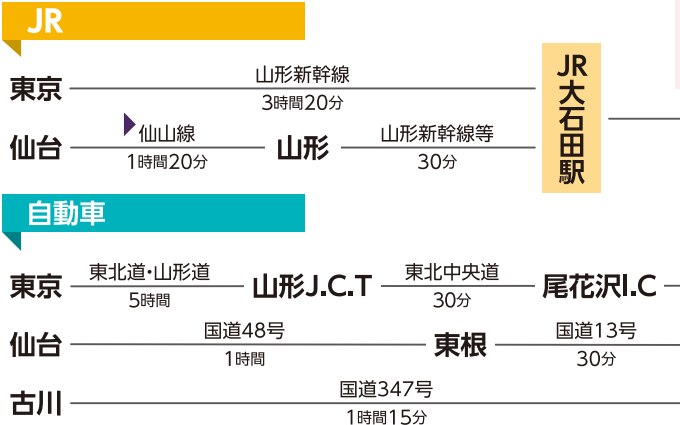 JR
東京
山形新幹線
3時間20分
仙台
仙山線
1時間20分
山形
山形新幹線等
30分
JR大石田駅
自動車
東京
東北道・山形道
5時間
山形J.C.T
東北中央道
30分
尾花沢I.C
仙台
国道48号
1時間
東根
国道13号
30分
古川
国道347号
1時間15分